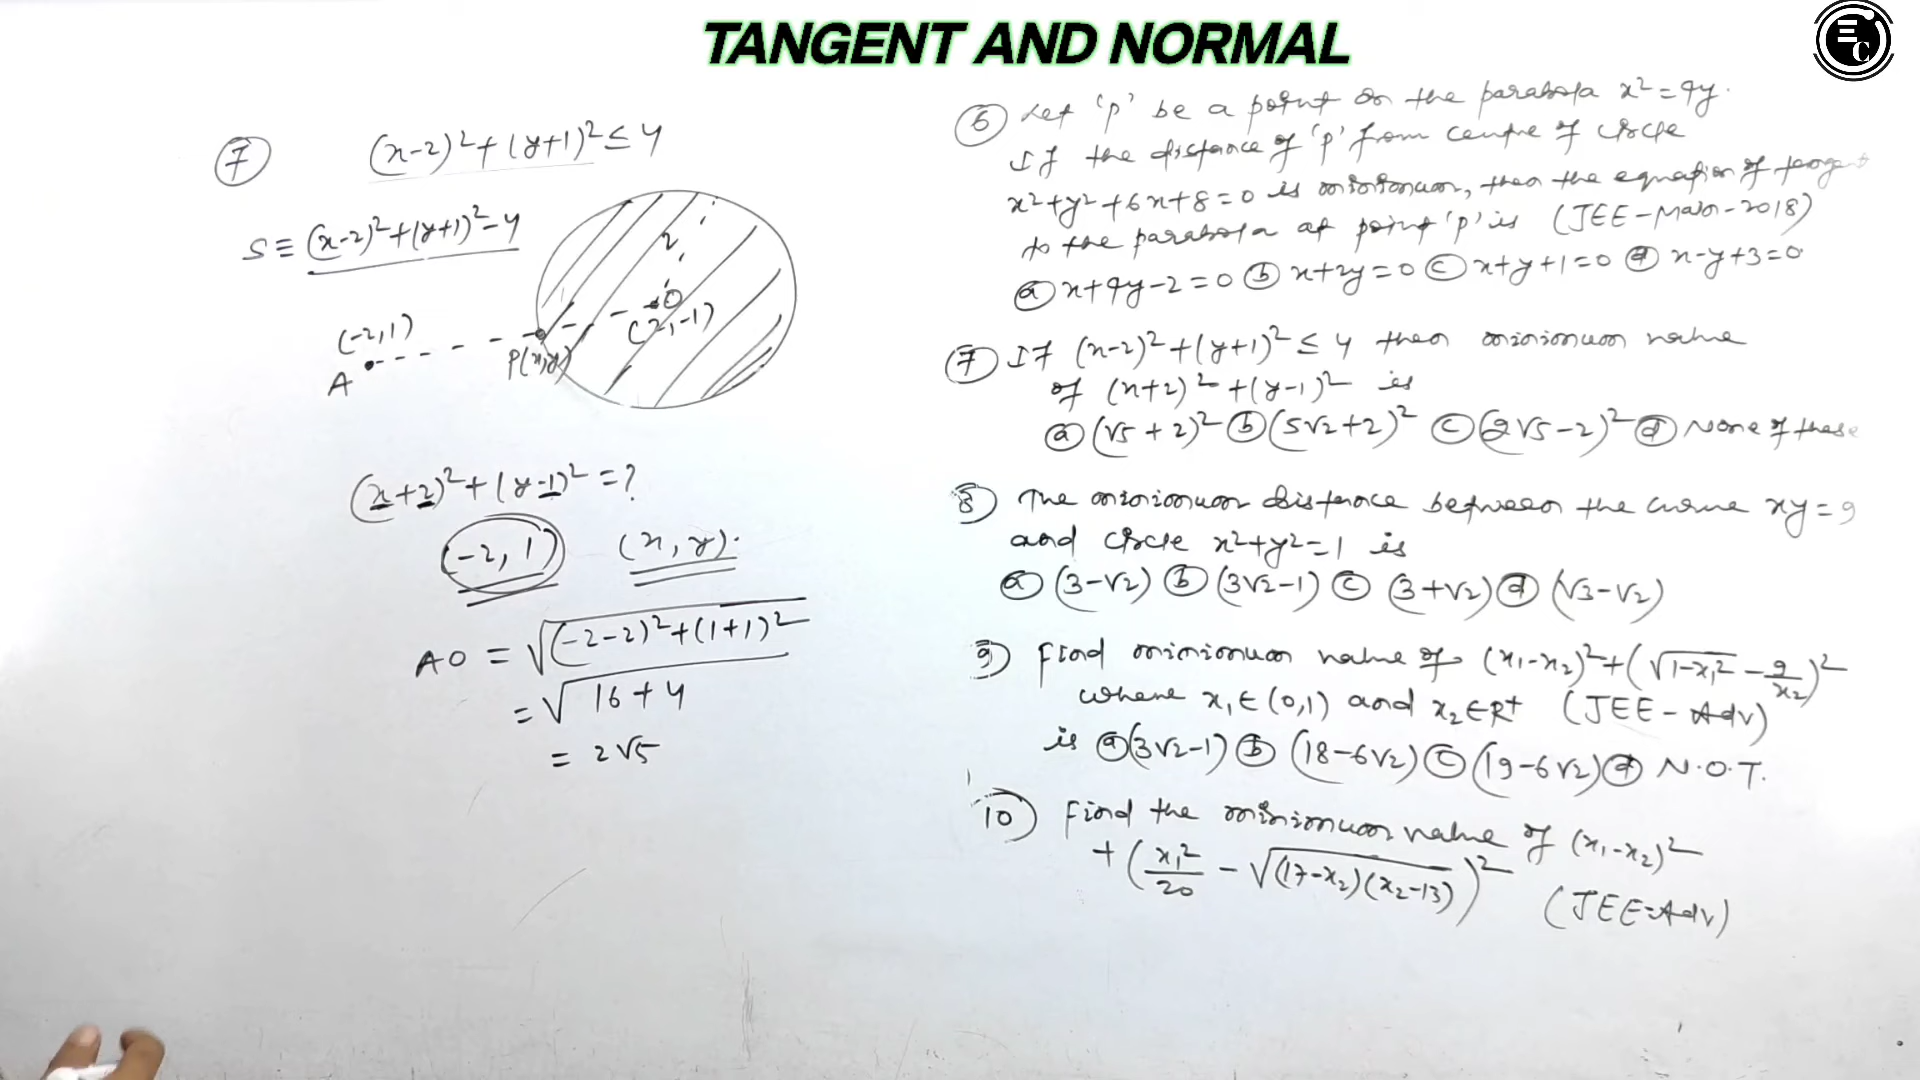 TANGENT AND NORMAL
EC
7 (x-2)²+(y+1)² ≤ 4
S ≡ (x-2)²+(y+1)²-4
2
O
(2,-1)
(-2,1)
A
P(x,y)
(x+2)²+(y-1)² = ?
(-2, 1) (x, y).
AO = √(-2-2)²+(1+1)²
= √16+4
= 2√5
6 Let 'p' be a point on the parabola x² = 4y.
If the distance of 'p' from centre of circle
x²+y²+6x+8=0 is minimum, then the equation of tangent
to the parabola at point 'p' is (JEE-Main-2018)
a x+4y-2=0 b x+2y=0 c x+y+1=0 d x-y+3=0
7 If (x-2)²+(y+1)² ≤ 4 then minimum value
of (x+2)²+(y-1)² is
a (√5+2)² b (5√2+2)² c (2√5-2)² d None of these
8 The minimum distance between the curve xy=9
and circle x²+y²=1 is
a (3-√2) b (3√2-1) c (3+√2) d (√3-√2)
9 Find minimum value of (x₁-x₂)²+(√1-x₁² - 9/x₂)²
where x₁∈(0,1) and x₂∈R⁺ (JEE-Adv)
is a (3√2-1) b (18-6√2) c (19-6√2) d N.O.T.
10 Find the minimum value of (x₁-x₂)²
+ (x₁²/20 - √(17-x₂)(x₂-13))² (JEE-Adv)